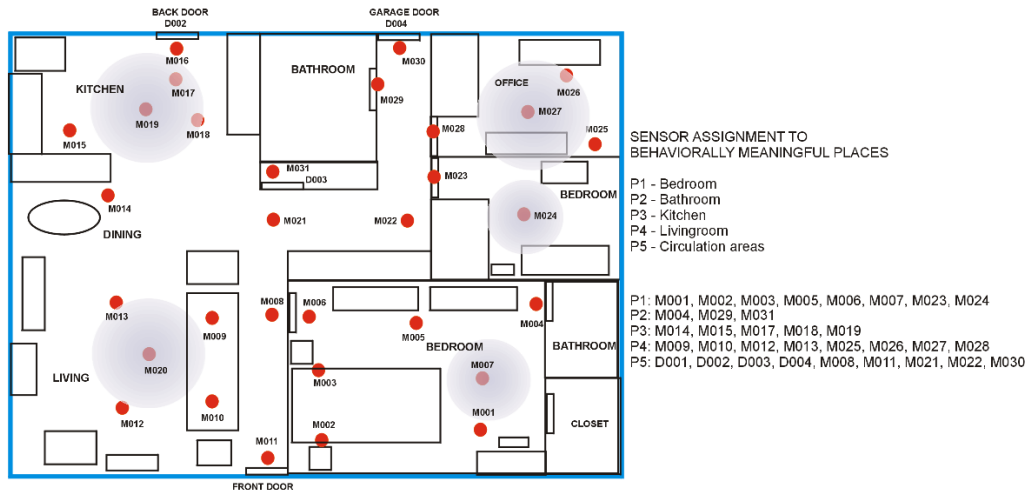 BACK DOOR
D002
GARAGE DOOR
D004
M016
M030
BATHROOM
KITCHEN
M017
OFFICE
M026
M029
M027
M019
M018
M015
M028
M025
SENSOR ASSIGNMENT TO
BEHAVIORALLY MEANINGFUL PLACES
M031
D003
M023
BEDROOM
P1 - Bedroom
P2 - Bathroom
P3 - Kitchen
P4 - Livingroom
P5 - Circulation areas
M014
M021
M022
M024
DINING
M013
M008
M006
M004
M009
M005
BEDROOM
BATHROOM
P1: M001, M002, M003, M005, M006, M007, M023, M024
P2: M004, M029, M031
P3: M014, M015, M017, M018, M019
P4: M009, M010, M012, M013, M025, M026, M027, M028
P5: D001, D002, D003, D004, M008, M011, M021, M022, M030
M020
LIVING
M003
M007
M012
M010
M001
M002
CLOSET
M011
FRONT DOOR